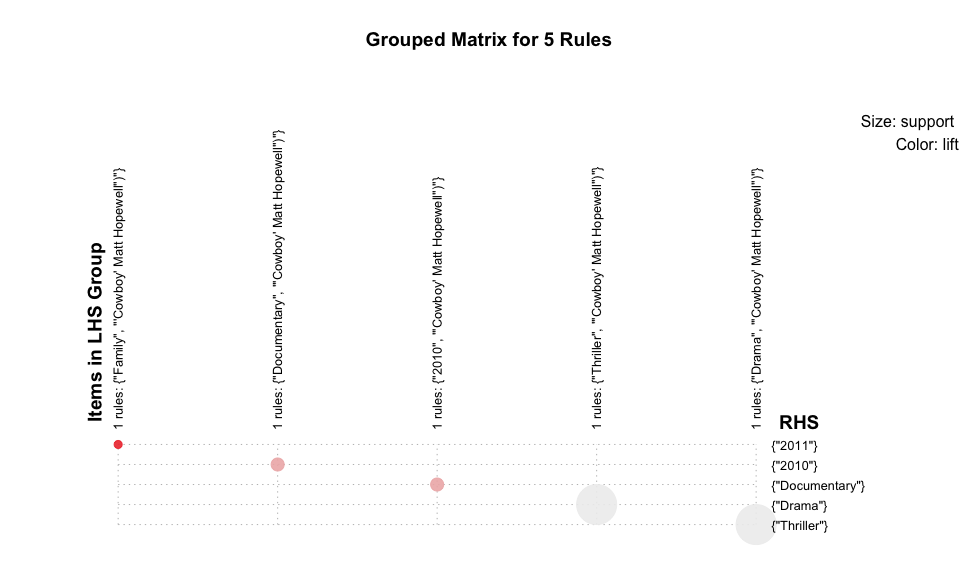 Grouped Matrix for 5 Rules
Size: support
Color: lift
Items in LHS Group
1 rules: {"Family", "'Cowboy' Matt Hopewell")"}
1 rules: {"Documentary", "'Cowboy' Matt Hopewell")"}
1 rules: {"2010", "'Cowboy' Matt Hopewell")"}
1 rules: {"Thriller", "'Cowboy' Matt Hopewell")"}
1 rules: {"Drama", "'Cowboy' Matt Hopewell")"}
RHS
{"2011"}
{"2010"}
{"Documentary"}
{"Drama"}
{"Thriller"}